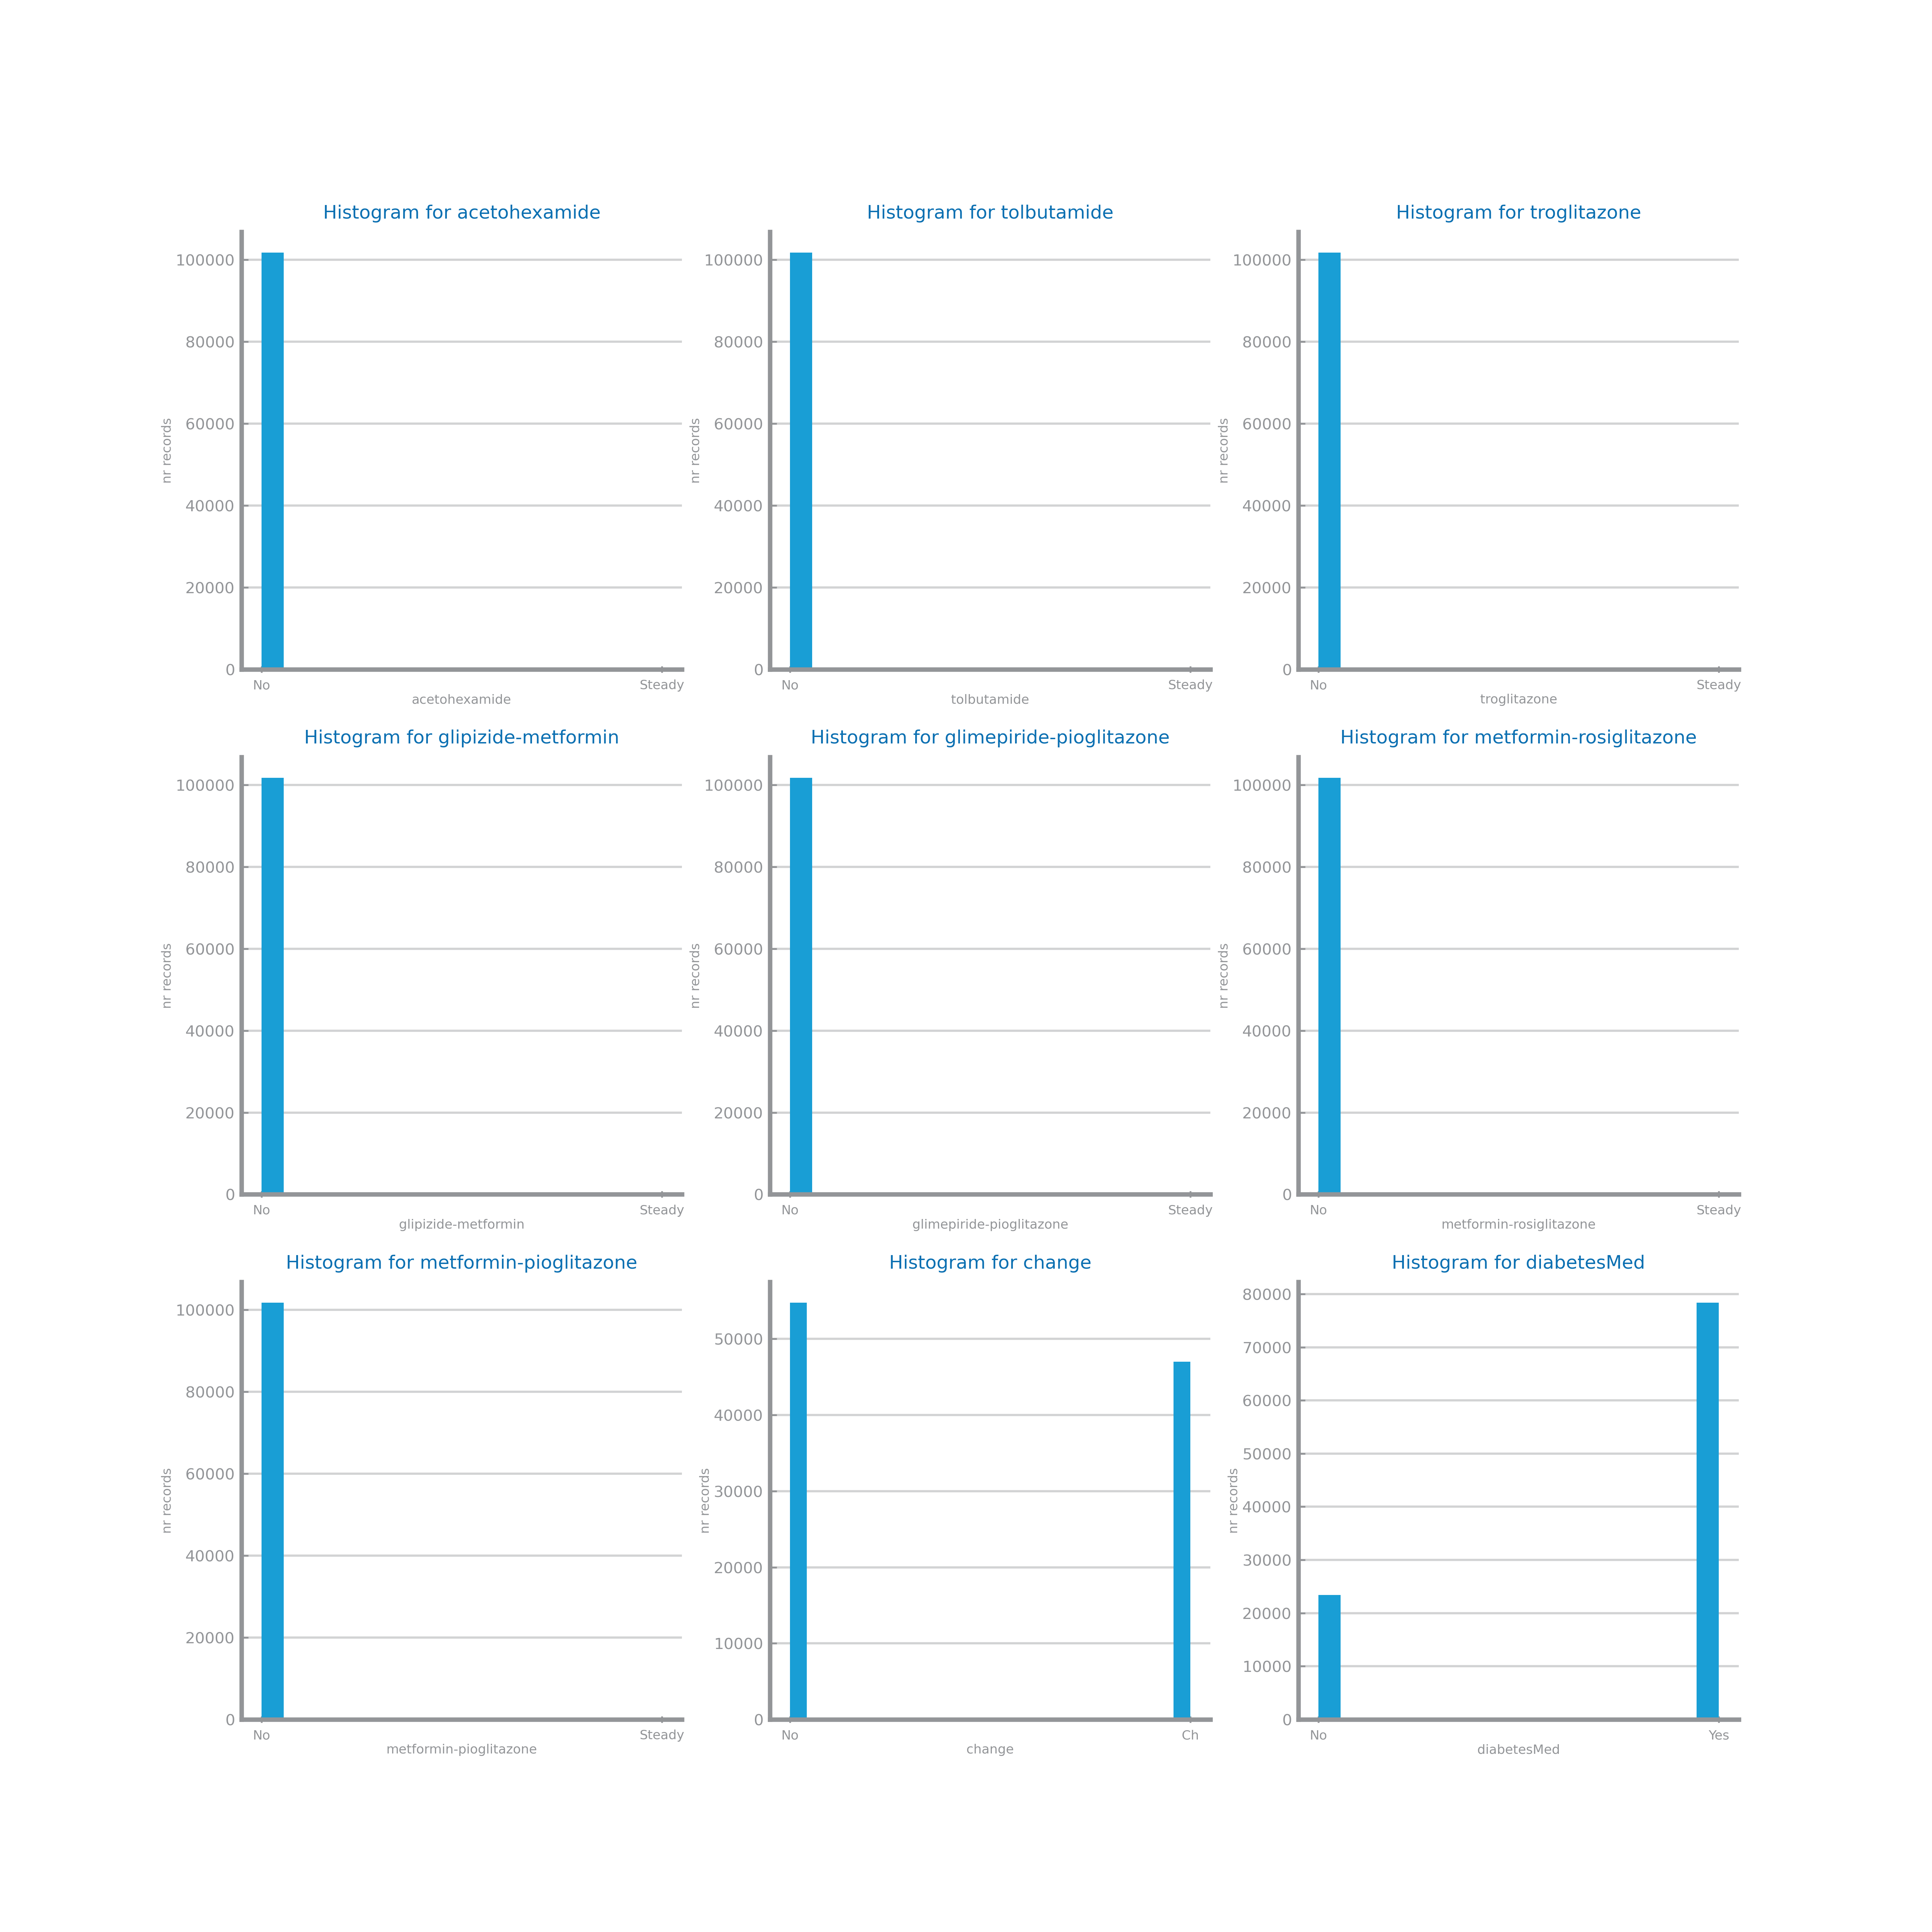 Histogram for acetohexamide
nr records
100000
80000
60000
40000
20000
0
No
Steady
acetohexamide
Histogram for tolbutamide
nr records
100000
80000
60000
40000
20000
0
No
Steady
tolbutamide
Histogram for troglitazone
nr records
100000
80000
60000
40000
20000
0
No
Steady
troglitazone
Histogram for glipizide-metformin
nr records
100000
80000
60000
40000
20000
0
No
Steady
glipizide-metformin
Histogram for glimepiride-pioglitazone
nr records
100000
80000
60000
40000
20000
0
No
Steady
glimepiride-pioglitazone
Histogram for metformin-rosiglitazone
nr records
100000
80000
60000
40000
20000
0
No
Steady
metformin-rosiglitazone
Histogram for metformin-pioglitazone
nr records
100000
80000
60000
40000
20000
0
No
Steady
metformin-pioglitazone
Histogram for change
nr records
50000
40000
30000
20000
10000
0
No
Ch
change
Histogram for diabetesMed
nr records
80000
70000
60000
50000
40000
30000
20000
10000
0
No
Yes
diabetesMed